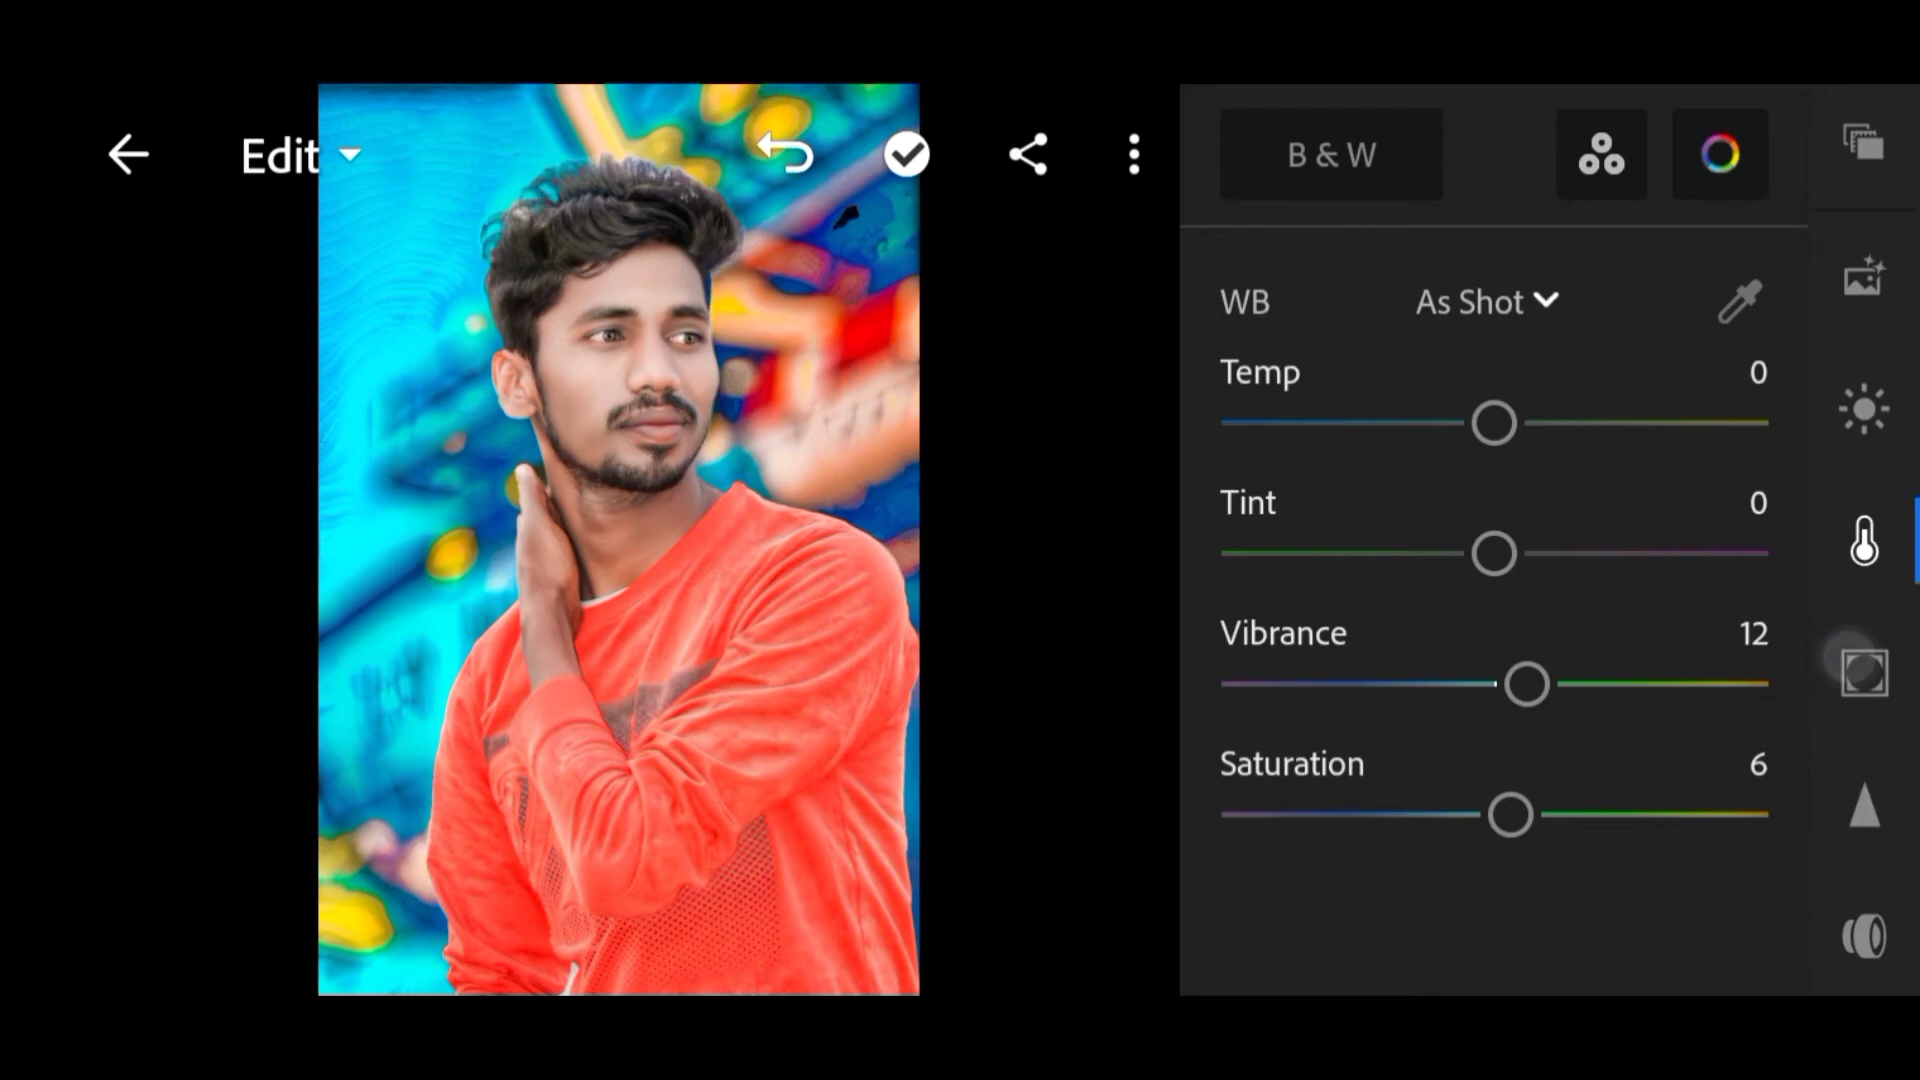 Edit
B & W
WB As Shot
Temp 0
Tint 0
Vibrance 12
Saturation 6